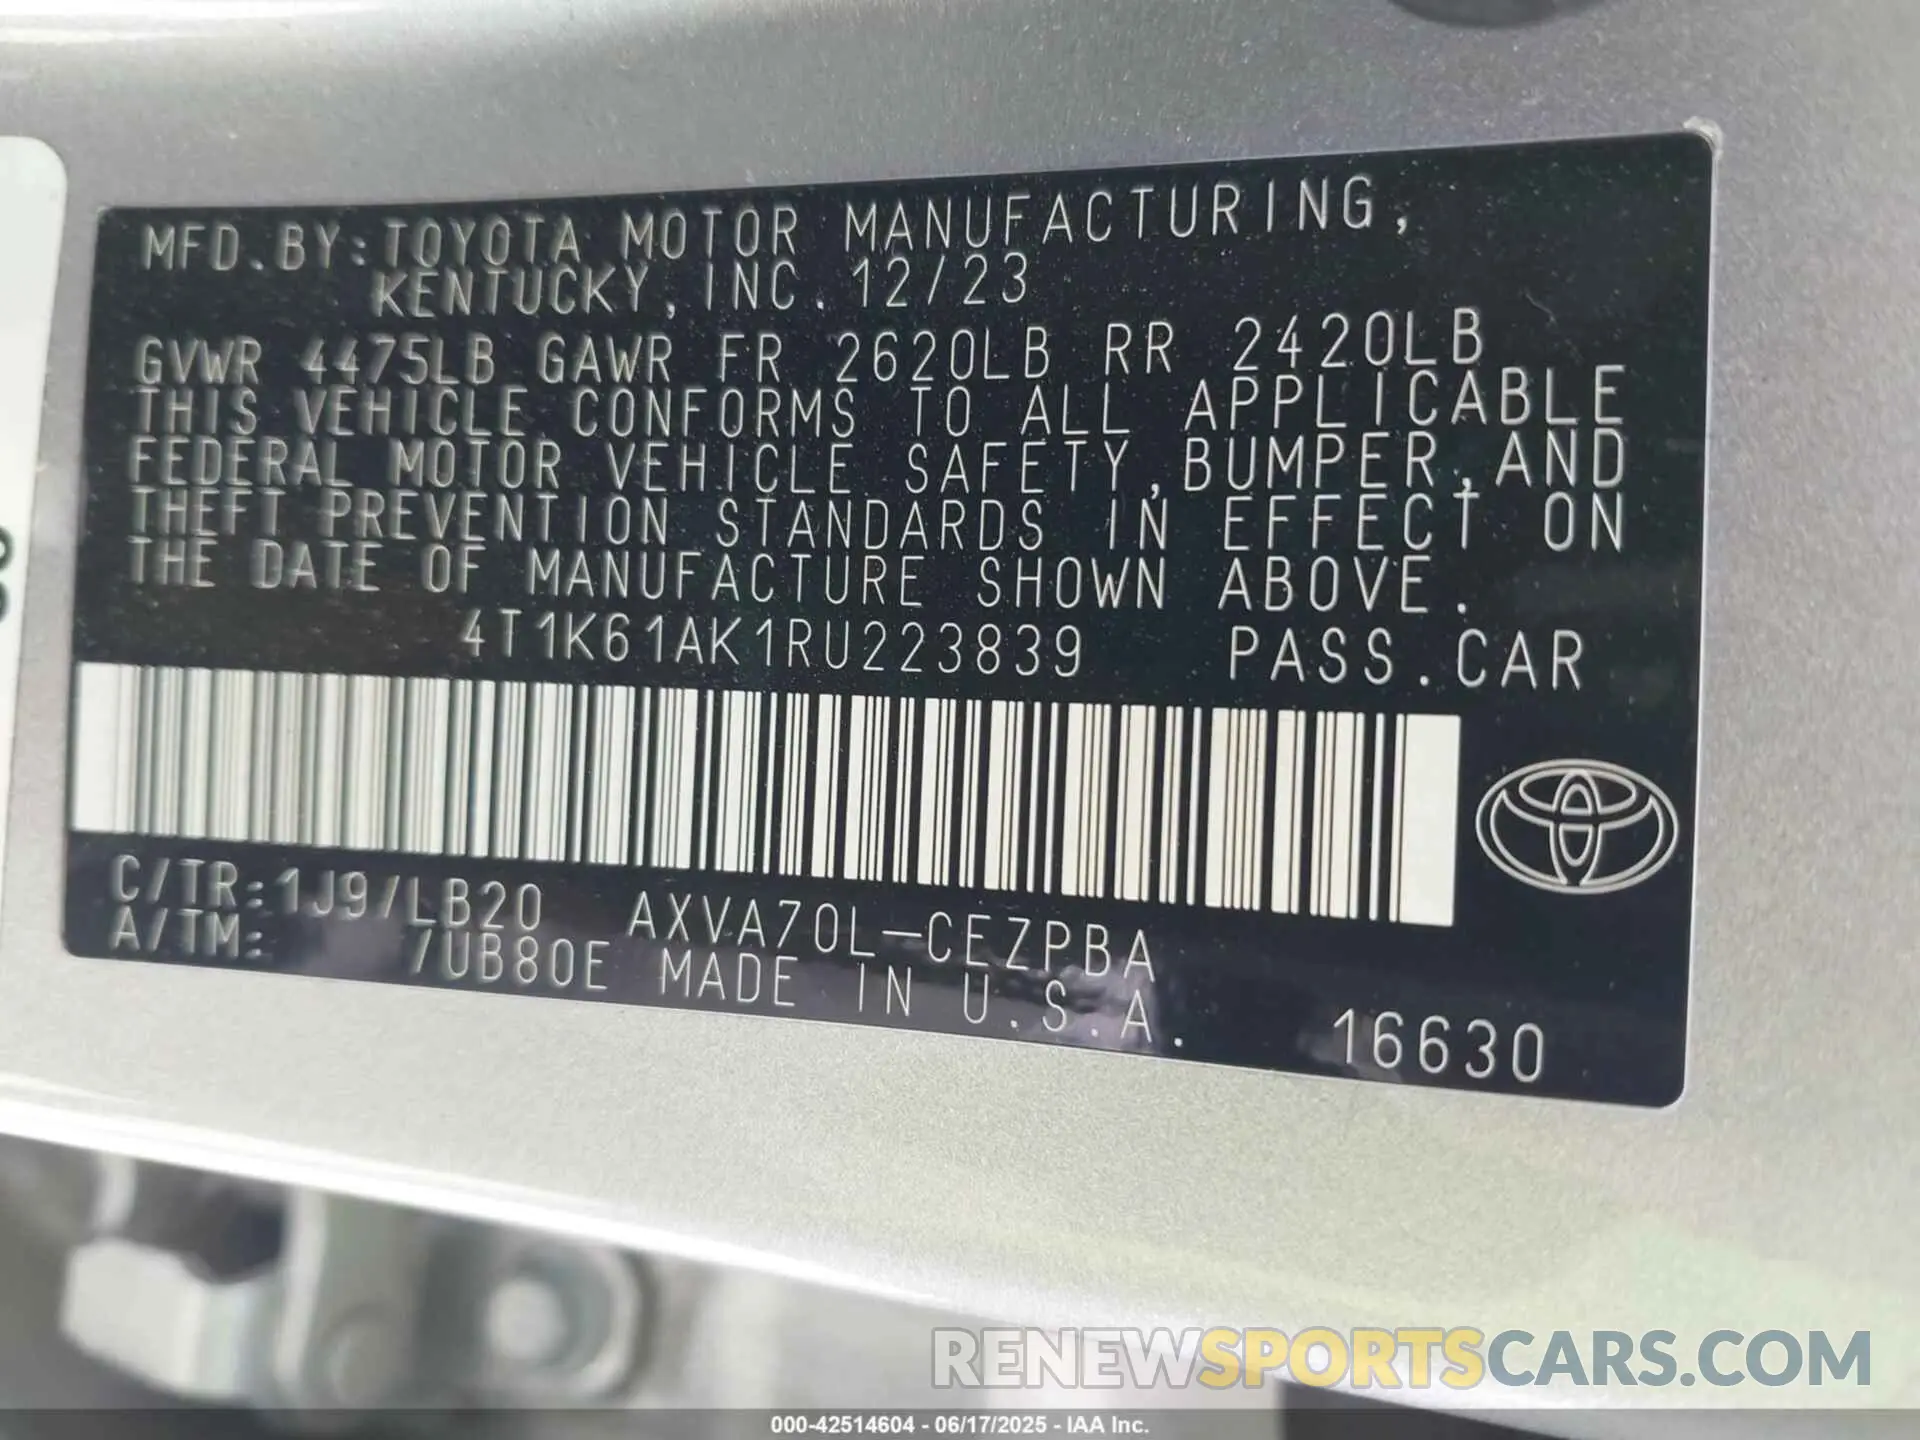 MFD.BY:TOYOTA MOTOR MANUFACTURING,
KENTUCKY, INC. 12/23
GVWR 4475LB GAWR FR 2620LB RR 2420LB
THIS VEHICLE CONFORMS TO ALL APPLICABLE
FEDERAL MOTOR VEHICLE SAFETY,BUMPER,AND
THEFT PREVENTION STANDARDS IN EFFECT ON
THE DATE OF MANUFACTURE SHOWN ABOVE.
4T1K61AK1RU223839 PASS.CAR
C/TR:1J9/LB20 AXVA70L-CEZPBA
A/TM: /UB80E MADE IN U.S.A.
16630
RENEWSPORTSCARS.COM
000-42514604 - 06/17/2025 - IAA Inc.